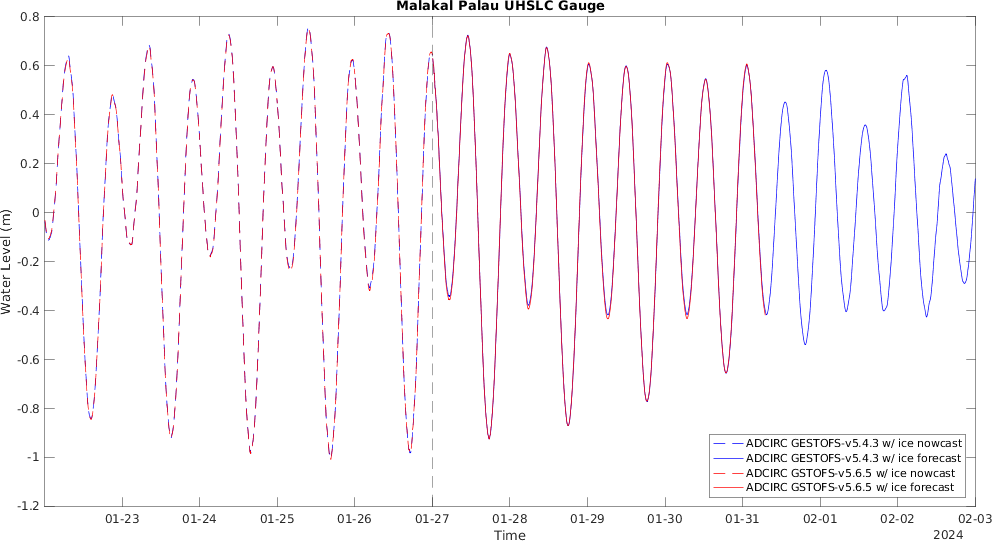 Malakal Palau UHSLC Gauge
0.8
0.6
0.4
0.2
0
-0.2
-0.4
-0.6
-0.8
-1
-1.2
Water Level (m)
ADCIRC GESTOFS-v5.4.3 w/ ice nowcast
ADCIRC GESTOFS-v5.4.3 w/ ice forecast
ADCIRC GSTOFS-v5.6.5 w/ ice nowcast
ADCIRC GSTOFS-v5.6.5 w/ ice forecast
01-23 01-24 01-25 01-26 01-27 01-28 01-29 01-30 01-31 02-01 02-02 02-03
Time
2024